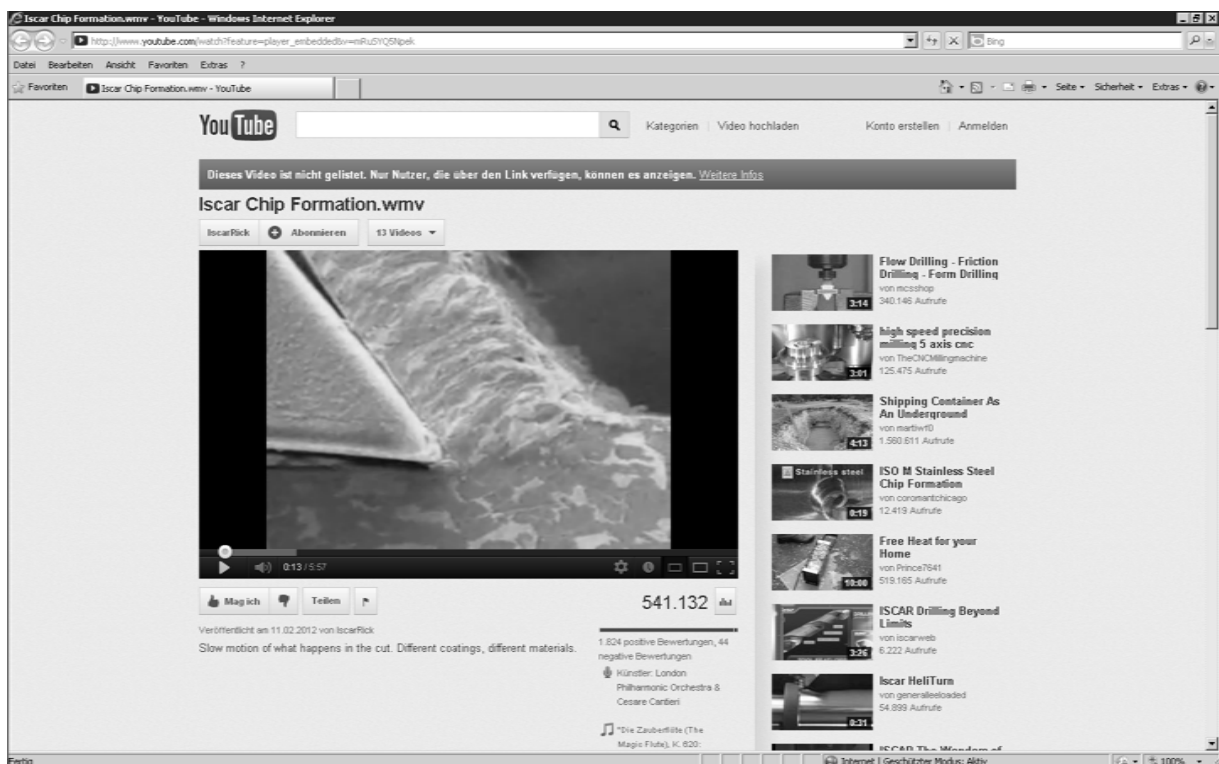 Iscar Chip Formation.wmv - YouTube - Windows Internet Explorer
http://www.youtube.com/watch?feature=player_embedded&v=mRuSYQ5Npek
Bing
Datei Bearbeiten Ansicht Favoriten Extras ?
Favoriten
Iscar Chip Formation.wmv - YouTube
Seite Sicherheit Extras
YouTube
Kategorien Video hochladen
Konto erstellen Anmelden
Dieses Video ist nicht gelistet. Nur Nutzer, die über den Link verfügen, können es anzeigen. Weitere Infos
Iscar Chip Formation.wmv
IscarRick
Abonnieren
13 Videos
0:13 / 5:57
Mag ich
Teilen
541.132
Veröffentlicht am 11.02.2012 von IscarRick
Slow motion of what happens in the cut. Different coatings, different materials.
1.824 positive Bewertungen, 44
negative Bewertungen
Künstler: London
Philharmonic Orchestra &
Cesare Cantieri
"Die Zauberflöte (The
Magic Flute), K. 620:
3:14
Flow Drilling - Friction
Drilling - Form Drilling
von mcsshop
340.146 Aufrufe
3:01
high speed precision
milling 5 axis cnc
von TheCNCMillingmachine
125.475 Aufrufe
4:13
Shipping Container As
An Underground
von martiwf0
1.560.611 Aufrufe
Stainless steel
0:19
ISO M Stainless Steel
Chip Formation
von coromantchicago
12.419 Aufrufe
10:00
Free Heat for your
Home
von Prince7641
519.165 Aufrufe
3:26
ISCAR Drilling Beyond
Limits
von iscarweb
6.222 Aufrufe
0:31
Iscar HeliTurn
von generalleeloaded
54.899 Aufrufe
ISCAR The Wonders of
Fertig
Internet | Geschützter Modus: Aktiv
100%